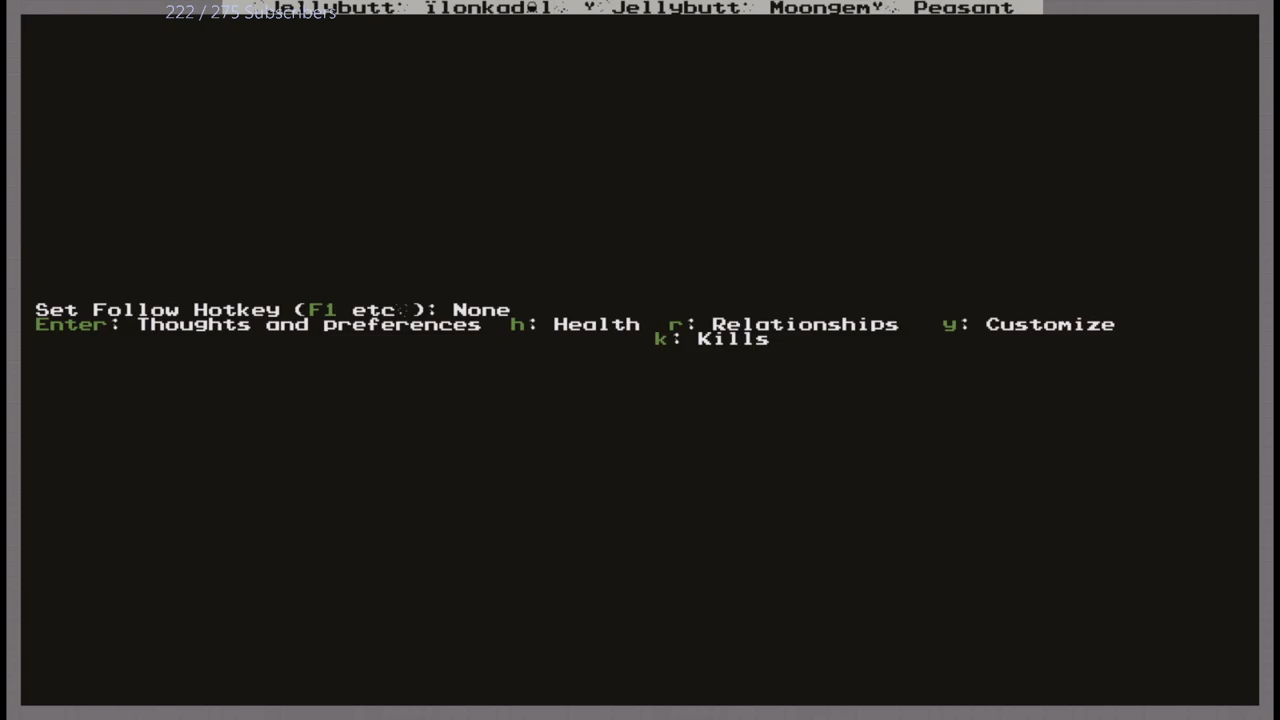 Jellybutt ïlonkad☻l Jellybutt Moongem Peasant
222 / 275 Subscribers
Set Follow Hotkey (F1 etc ): None
Enter: Thoughts and preferences h: Health r: Relationships y: Customize
k: Kills